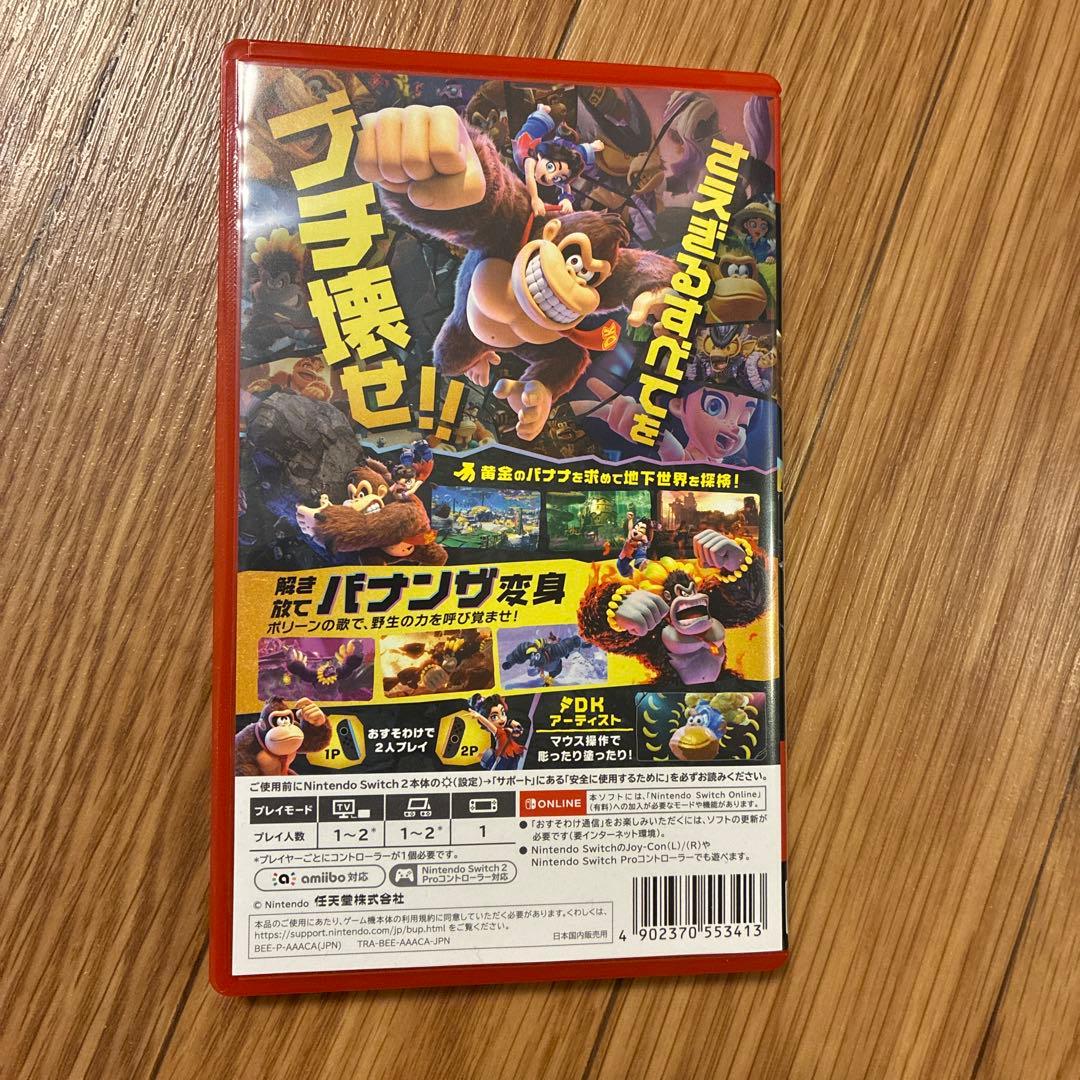 さえぎるすべてを
ブチ壊せ!!
DK
黄金のバナナを求めて地下世界を探検!
解き
放て
バナンザ変身
ポリーンの歌で、野生の力を呼び覚ませ!
1P
おすそわけで
2人プレイ
2P
DK
アーティスト
マウス操作で
彫ったり塗ったり!
ご使用前にNintendo Switch 2本体の(設定)→「サポート」にある「安全に使用するために」を必ずお読みください。
プレイモード TV
プレイ人数 1~2* 1~2* 1
*プレイヤーごとにコントローラーが1個必要です。
ONLINE
本ソフトには、「Nintendo Switch Online」
(有料)への加入が必要なモードや機能があります。
● 「おすそわけ通信」をお楽しみいただくには、ソフトの更新が
必要です(要インターネット環境)。
● Nintendo SwitchのJoy-Con(L)/(R)や
Nintendo Switch Proコントローラーでも遊べます。
amiibo 対応
Nintendo Switch 2
Proコントローラー対応
© Nintendo 任天堂株式会社
本品のご使用にあたり、ゲーム機本体の利用規約に同意していただく必要があります。くわしくは、
https://support.nintendo.com/jp/bup.html をご覧ください。
BEE-P-AAACA(JPN) TRA-BEE-AAACA-JPN
日本国内販売用
4 902370 553413